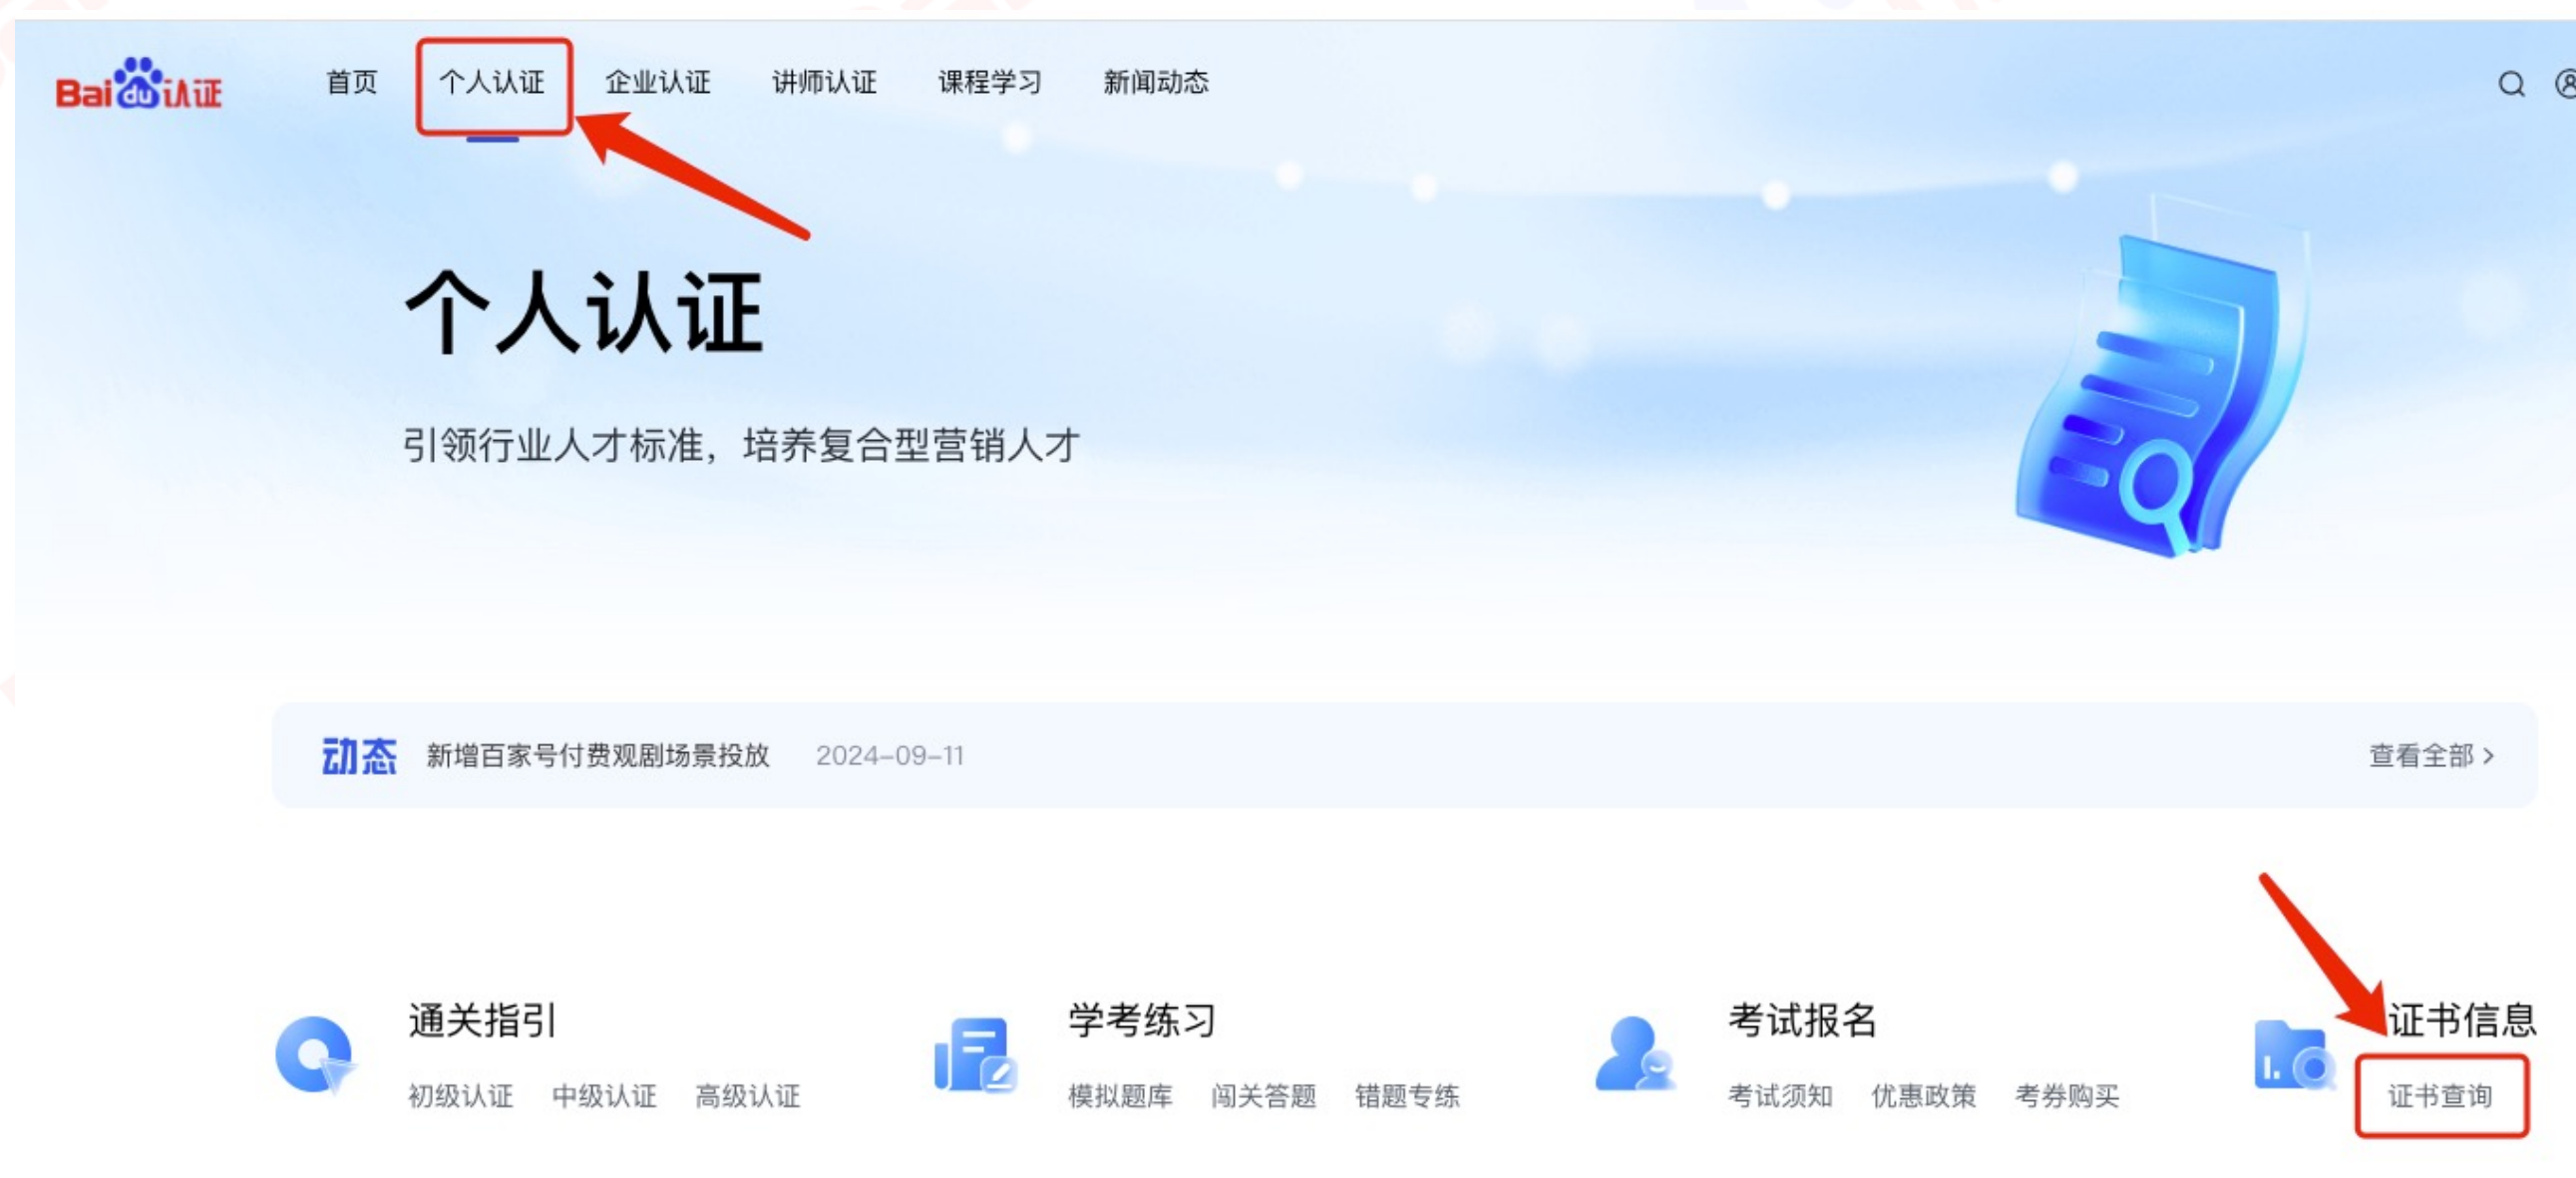 Baidu认证 首页 个人认证 企业认证 讲师认证 课程学习 新闻动态
个人认证
引领行业人才标准，培养复合型营销人才
动态 新增百家号付费观剧场景投放 2024-09-11 查看全部 >
通关指引 学考练习 考试报名 证书信息
初级认证 中级认证 高级认证 模拟题库 闯关答题 错题专练 考试须知 优惠政策 考券购买 证书查询